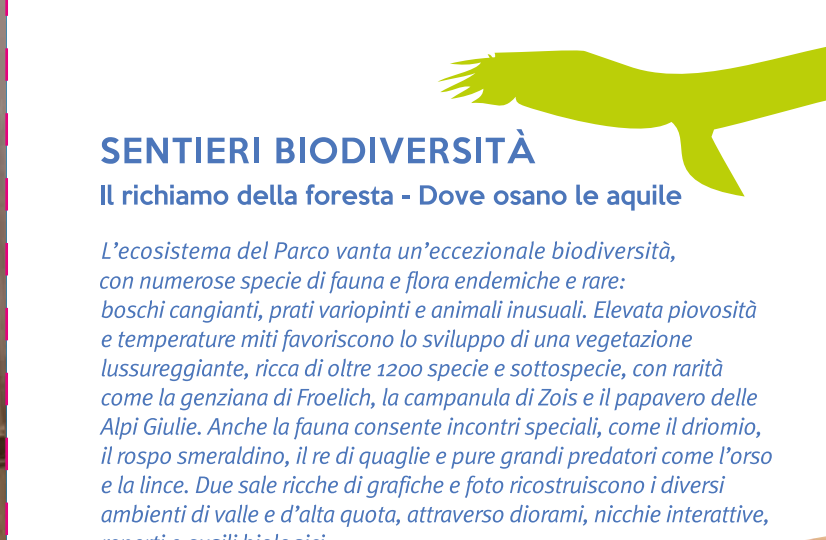 SENTIERI BIODIVERSITÀ
Il richiamo della foresta - Dove osano le aquile
L’ecosistema del Parco vanta un’eccezionale biodiversità,
con numerose specie di fauna e flora endemiche e rare:
boschi cangianti, prati variopinti e animali inusuali. Elevata piovosità
e temperature miti favoriscono lo sviluppo di una vegetazione
lussureggiante, ricca di oltre 1200 specie e sottospecie, con rarità
come la genziana di Froelich, la campanula di Zois e il papavero delle
Alpi Giulie. Anche la fauna consente incontri speciali, come il driomio,
il rospo smeraldino, il re di quaglie e pure grandi predatori come l’orso
e la lince. Due sale ricche di grafiche e foto ricostruiscono i diversi
ambienti di valle e d’alta quota, attraverso diorami, nicchie interattive,